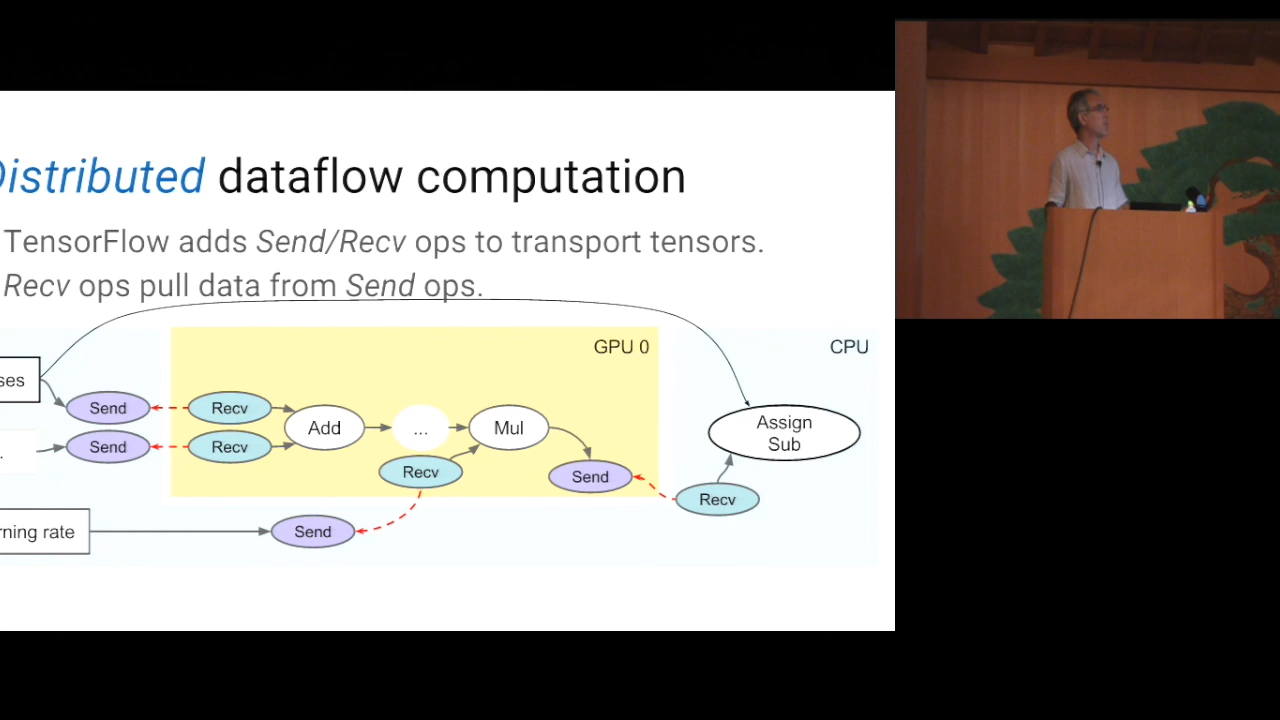 Distributed dataflow computation
TensorFlow adds Send/Recv ops to transport tensors.
Recv ops pull data from Send ops.
GPU 0
CPU
ses
Send
Recv
Add
...
Mul
Assign
Sub
.
Send
Recv
Recv
Send
Recv
rning rate
Send